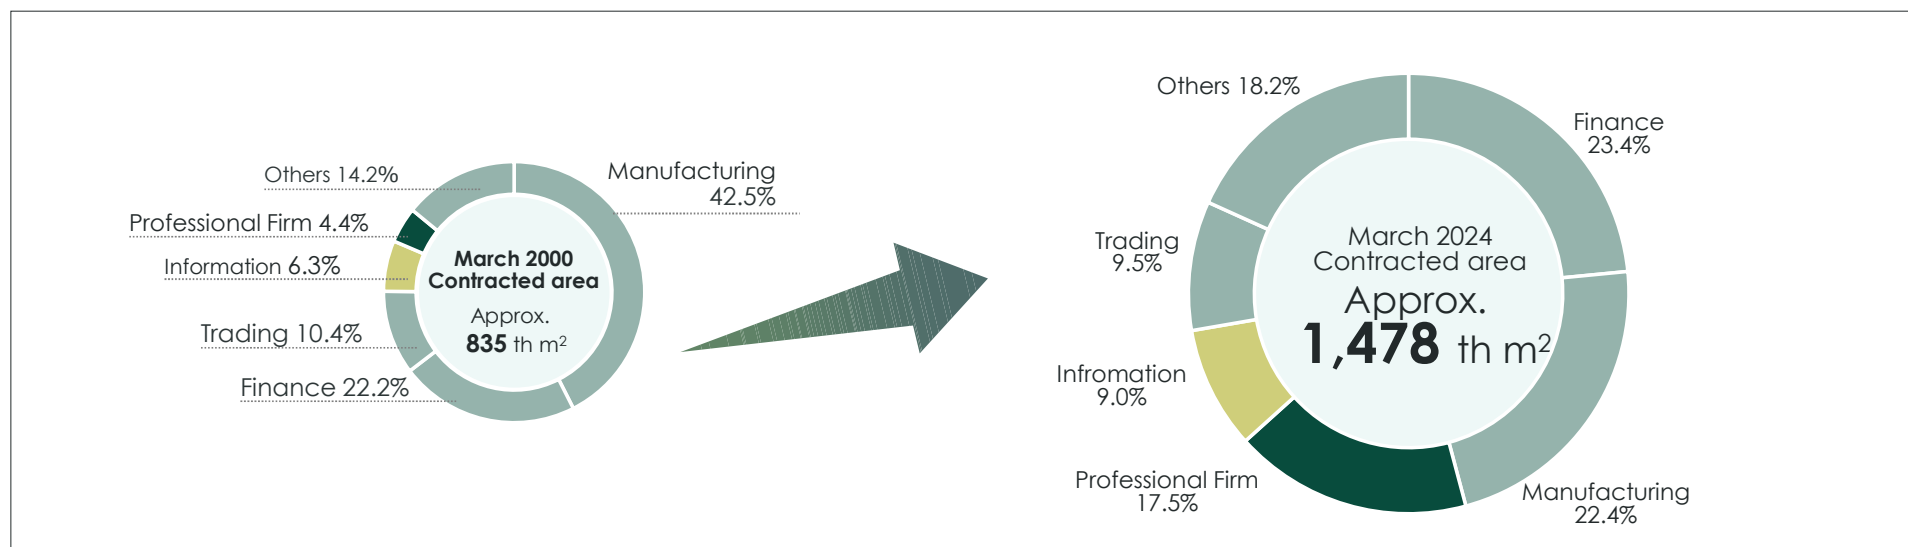 Others 14.2%
Professional Firm 4.4%
Information 6.3%
Trading 10.4%
Finance 22.2%
Manufacturing
42.5%
March 2000
Contracted area
Approx.
835 th m²
Others 18.2%
Finance
23.4%
Trading
9.5%
Infromation
9.0%
Professional Firm
17.5%
Manufacturing
22.4%
March 2024
Contracted area
Approx.
1,478 th m²